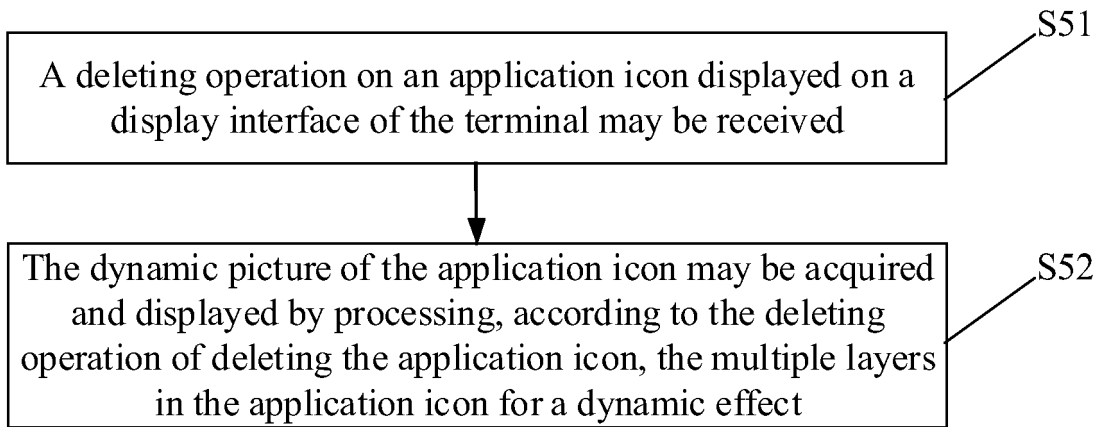 S51
A deleting operation on an application icon displayed on a
display interface of the terminal may be received
S52
The dynamic picture of the application icon may be acquired
and displayed by processing, according to the deleting
operation of deleting the application icon, the multiple layers
in the application icon for a dynamic effect